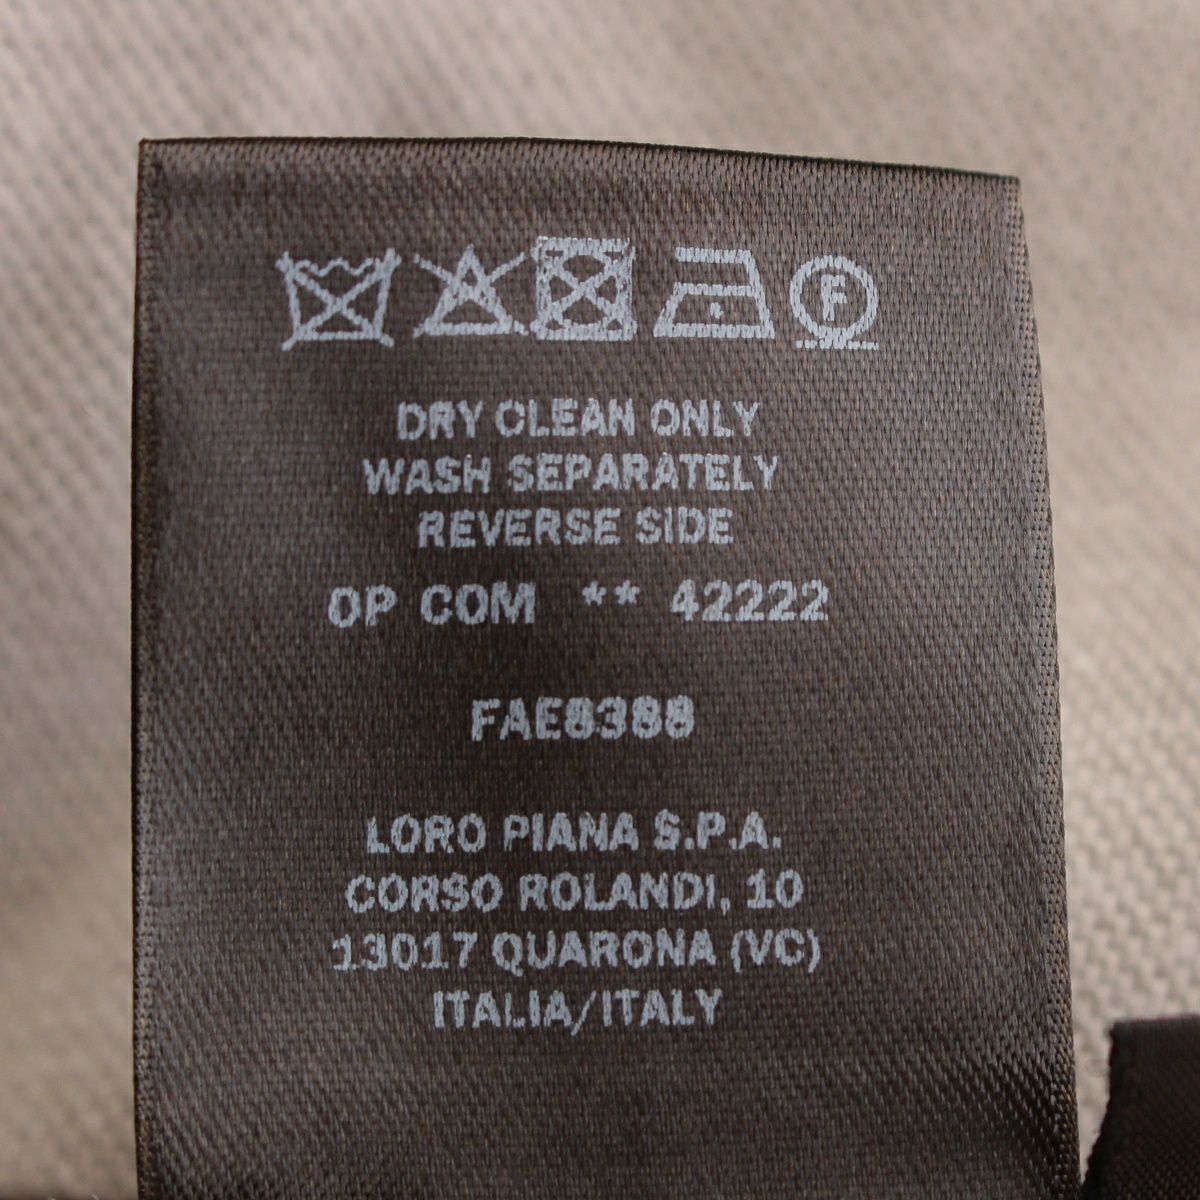 F
DRY CLEAN ONLY
WASH SEPARATELY
REVERSE SIDE
OP COM ** 42222
FAE8388
LORO PIANA S.P.A.
CORSO ROLANDI, 10
13017 QUARONA (VC)
ITALIA/ITALY